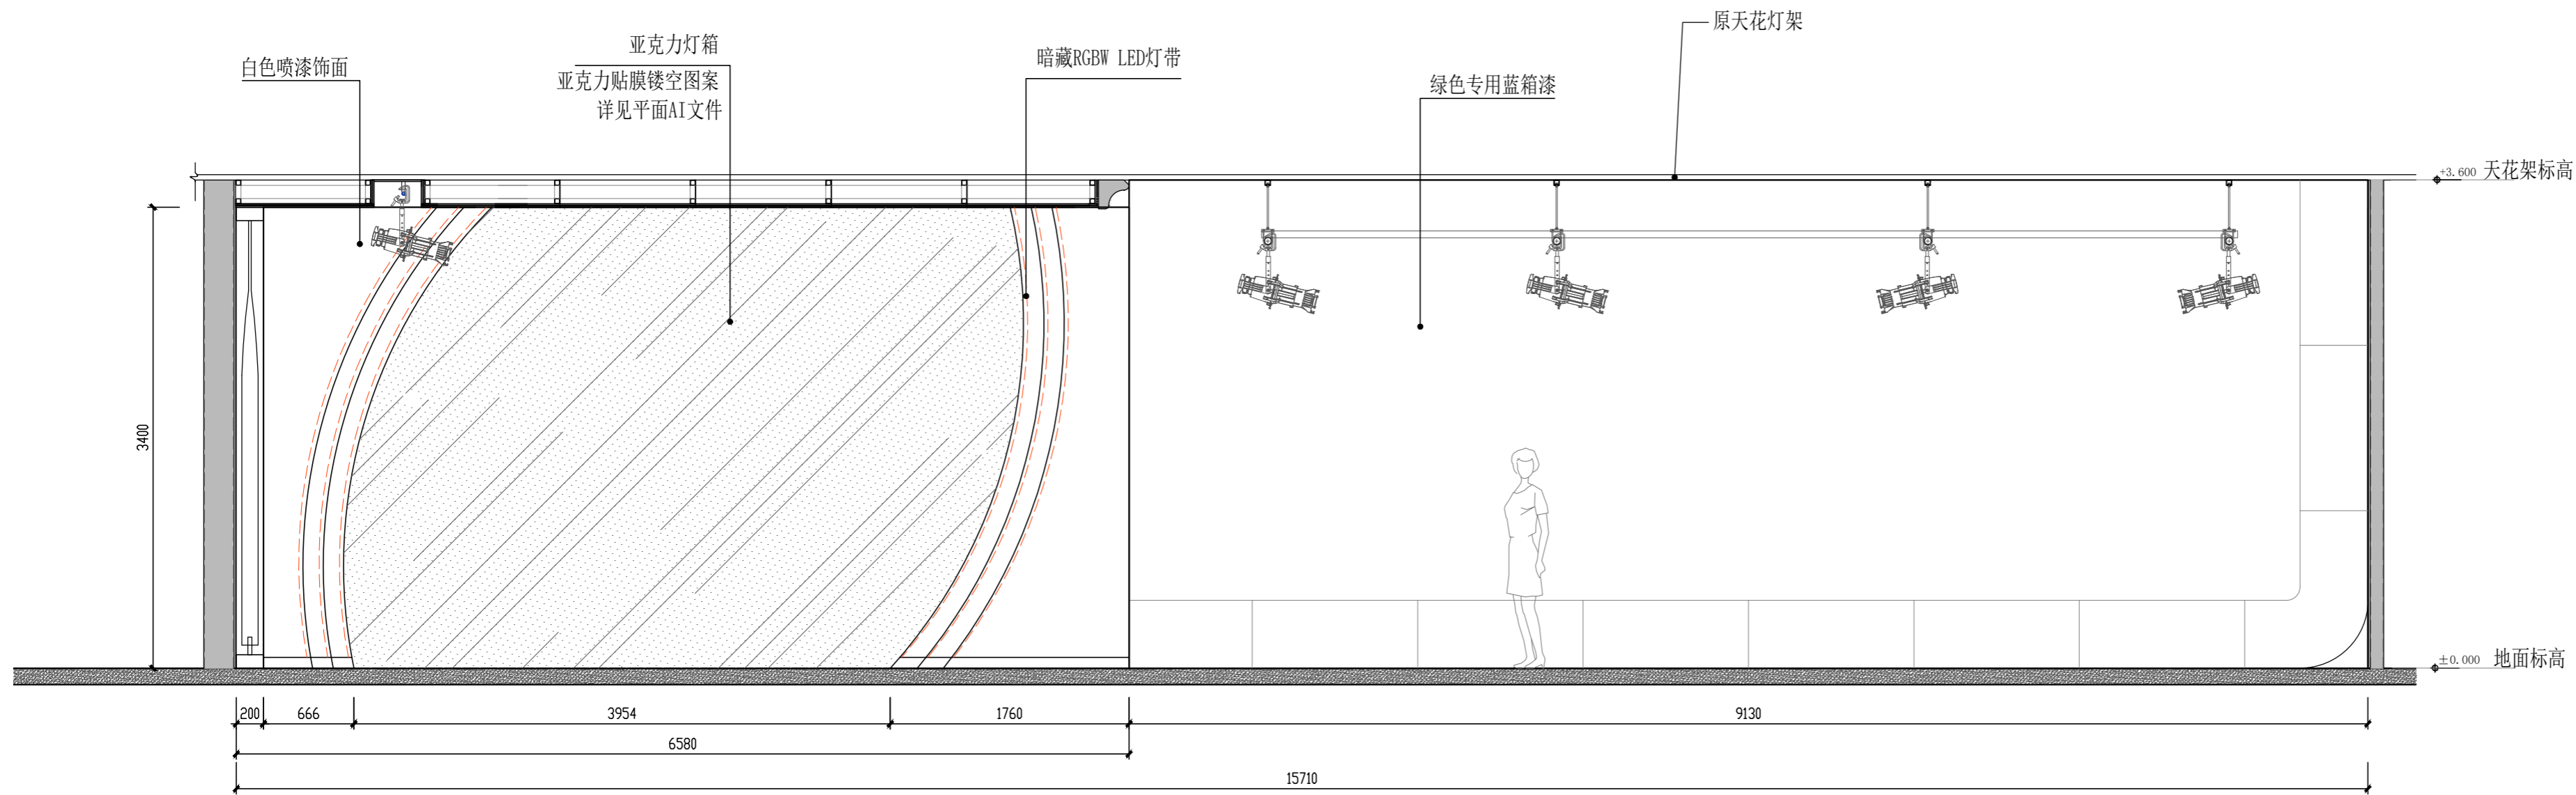 原天花灯架
亚克力灯箱
白色喷漆饰面
亚克力贴膜镂空图案
详见平面AI文件
暗藏RGBW LED灯带
绿色专用蓝箱漆
+3.600 天花架标高
3400
±0.000 地面标高
200
666
3954
1760
9130
6580
15710